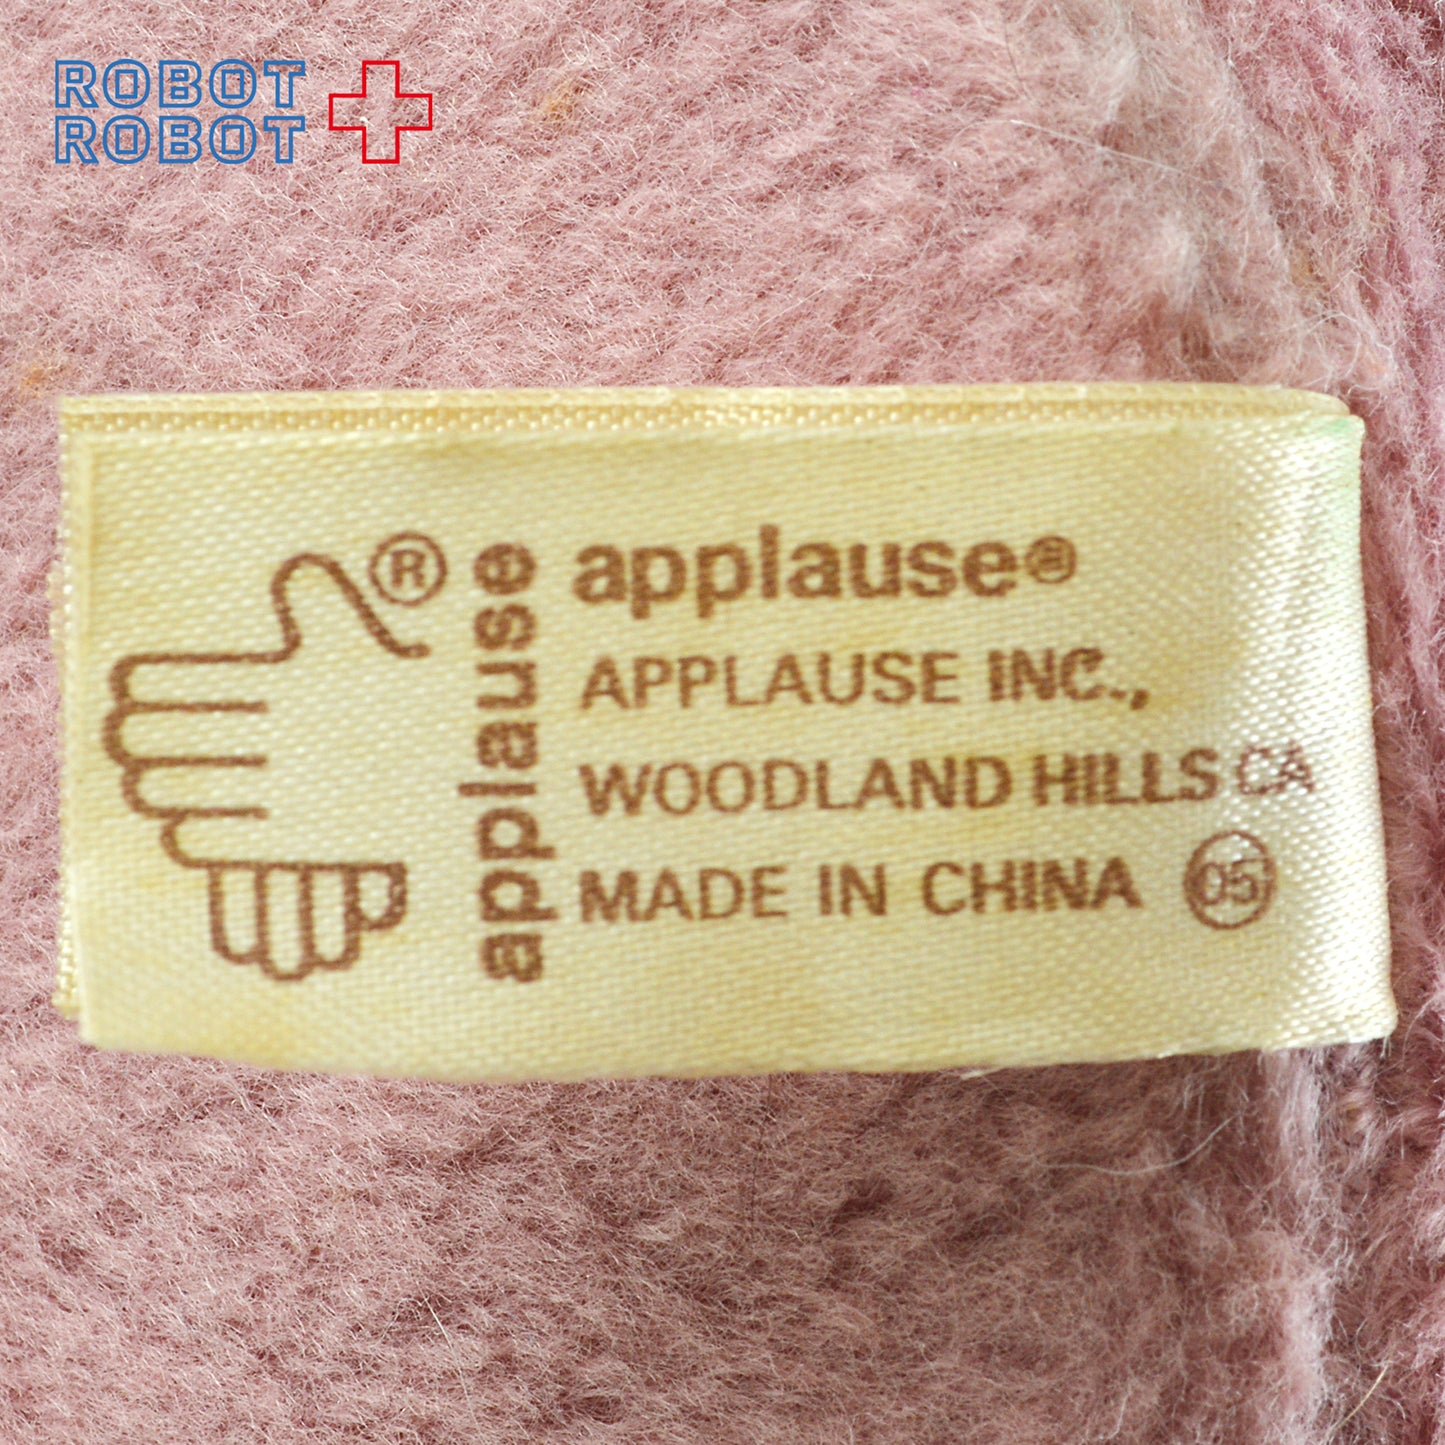 ROBOT
ROBOT
®
applause
applause®
APPLAUSE INC.,
WOODLAND HILLS CA
MADE IN CHINA 05